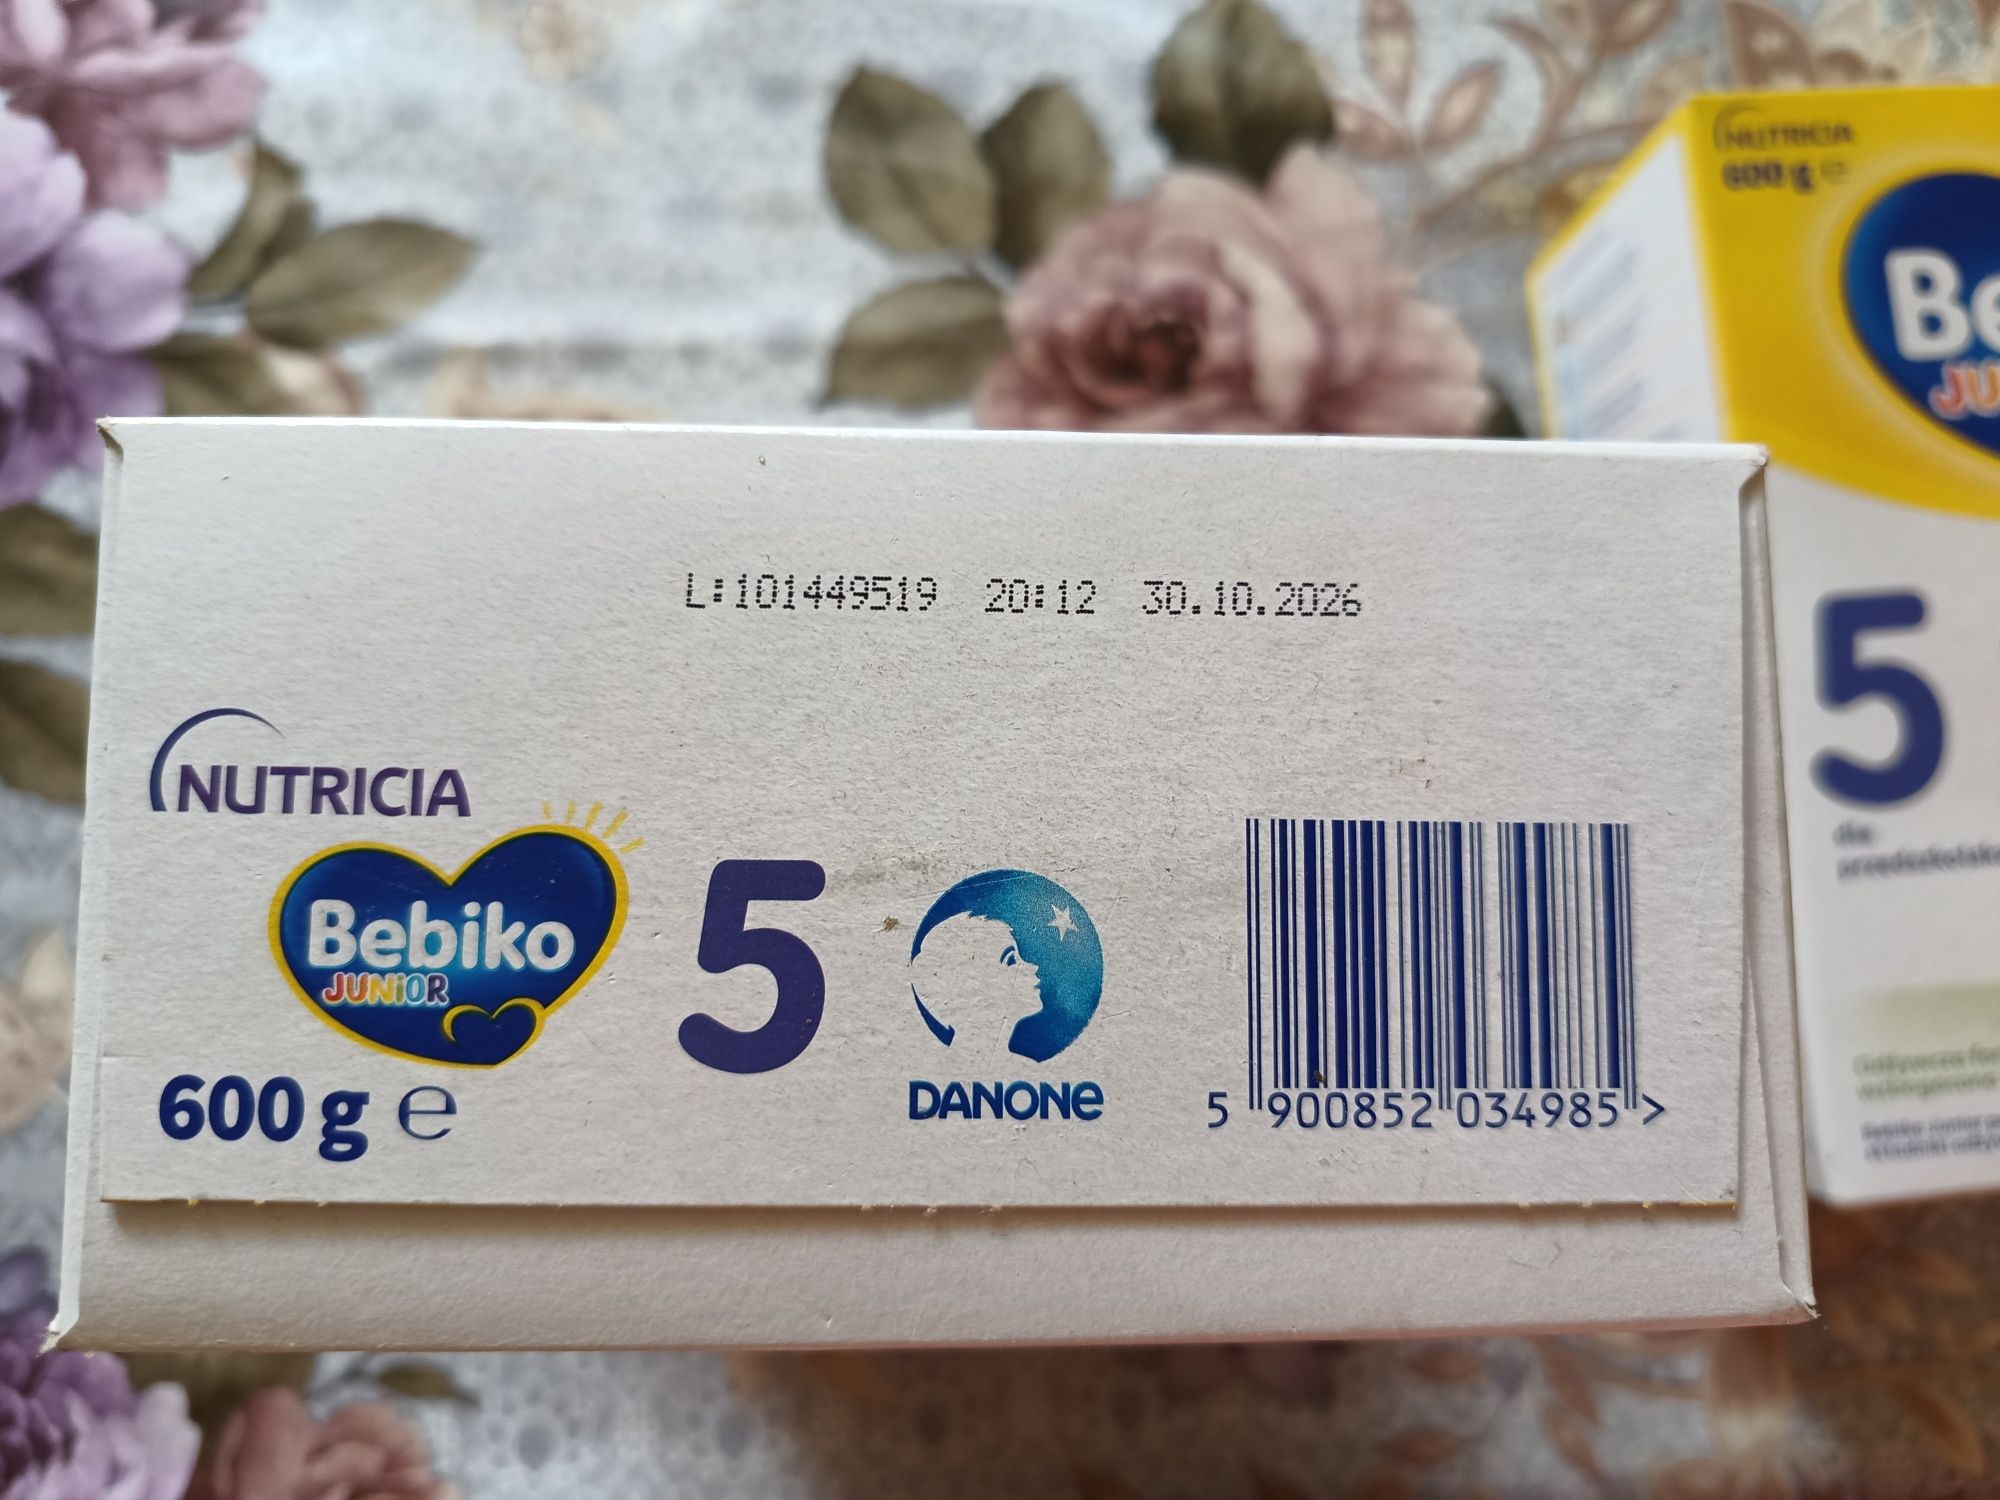 L:101449519 20:12 30.10.2026
NUTRICIA
Bebiko
JUNiOR
5
DANONE
600 g ℮
5 900852 034985 >
NUTRICIA
600 g ℮
Be
JU
5
dla